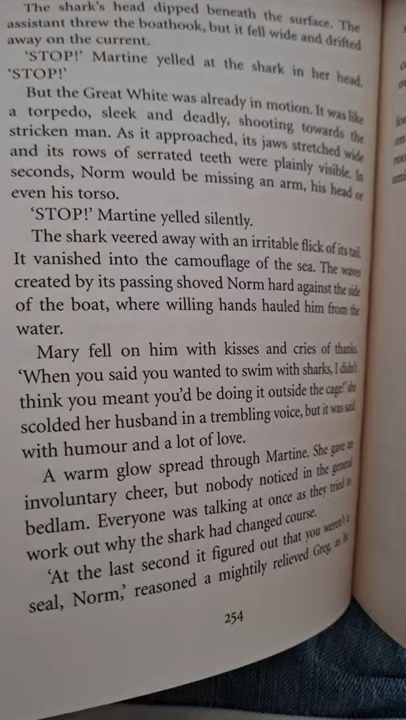 The shark's head dipped beneath the surface. The
assistant threw the boathook, but it fell wide and drifted
away on the current.
'STOP!' Martine yelled at the shark in her head.
'STOP!'
But the Great White was already in motion. It was like
a torpedo, sleek and deadly, shooting towards the
stricken man. As it approached, its jaws stretched wide
and its rows of serrated teeth were plainly visible. In
seconds, Norm would be missing an arm, his head or
even his torso.
'STOP!' Martine yelled silently.
The shark veered away with an irritable flick of its tail.
It vanished into the camouflage of the sea. The waves
created by its passing shoved Norm hard against the side
of the boat, where willing hands hauled him from the
water.
Mary fell on him with kisses and cries of thanks.
'When you said you wanted to swim with sharks, I didn't
think you meant you'd be doing it outside the cage!' she
scolded her husband in a trembling voice, but it was said
with humour and a lot of love.
A warm glow spread through Martine. She gave an
involuntary cheer, but nobody noticed in the general
bedlam. Everyone was talking at once as they tried to
work out why the shark had changed course.
'At the last second it figured out that you weren't a
seal, Norm,' reasoned a mightily relieved Greg, as he
254